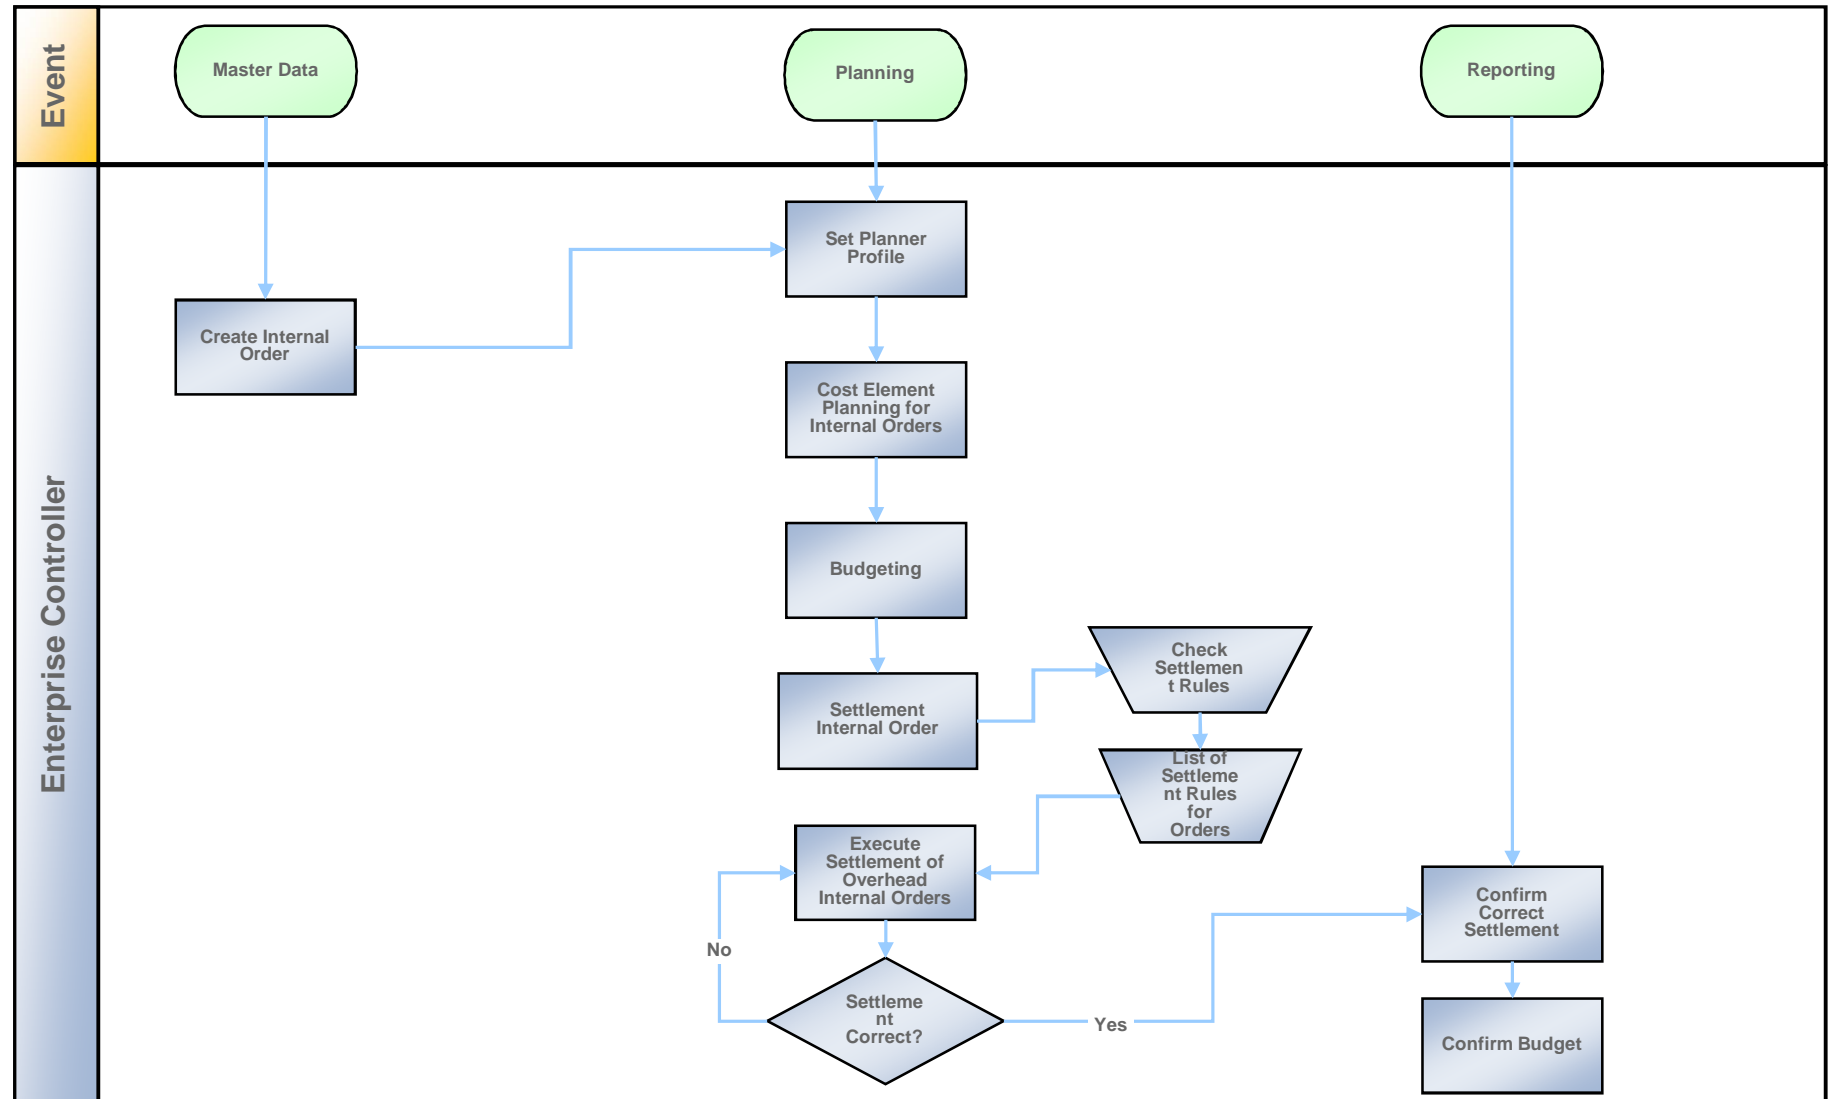 Event
Master Data
Planning
Reporting
Enterprise Controller
Create Internal
Order
Set Planner
Profile
Cost Element
Planning for
Internal Orders
Budgeting
Settlement
Internal Order
Check
Settlemen
t Rules
List of
Settleme
nt Rules
for
Orders
Execute
Settlement of
Overhead
Internal Orders
No
Settleme
nt
Correct?
Yes
Confirm
Correct
Settlement
Confirm Budget